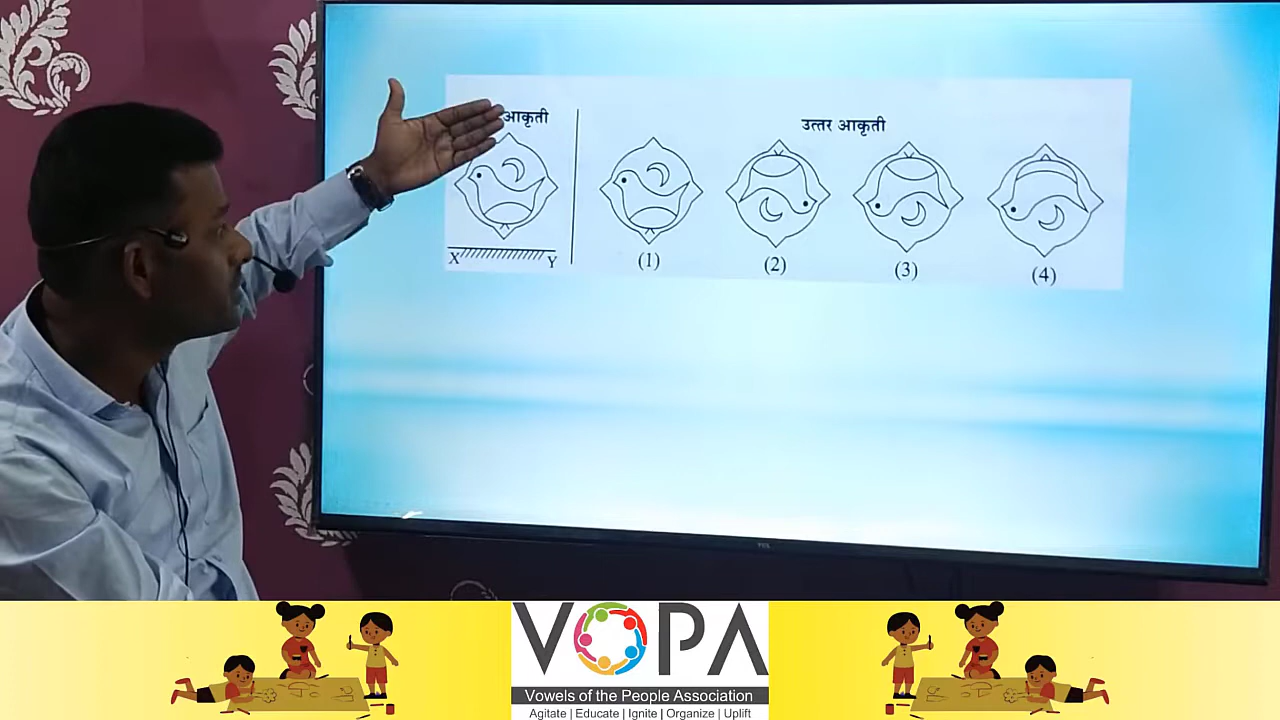 आकृती
उत्तर आकृती
X Y
(1) (2) (3) (4)
VOPA
Vowels of the People Association
Agitate | Educate | Ignite | Organize | Uplift